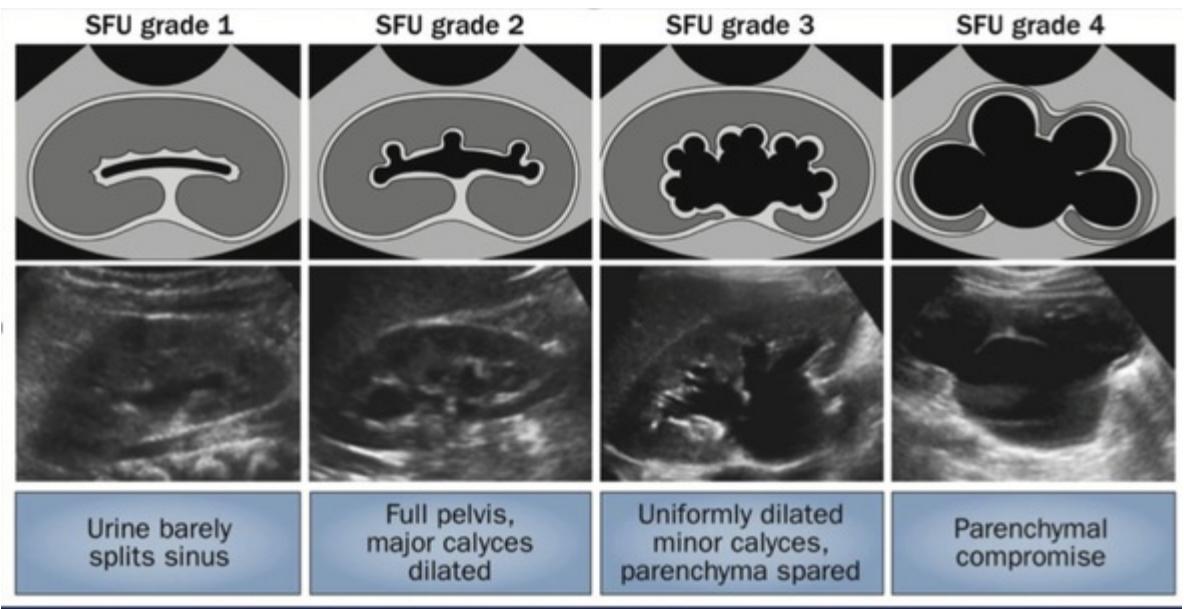 SFU grade 1
SFU grade 2
SFU grade 3
SFU grade 4
Urine barely
splits sinus
Full pelvis,
major calyces
dilated
Uniformly dilated
minor calyces,
parenchyma spared
Parenchymal
compromise